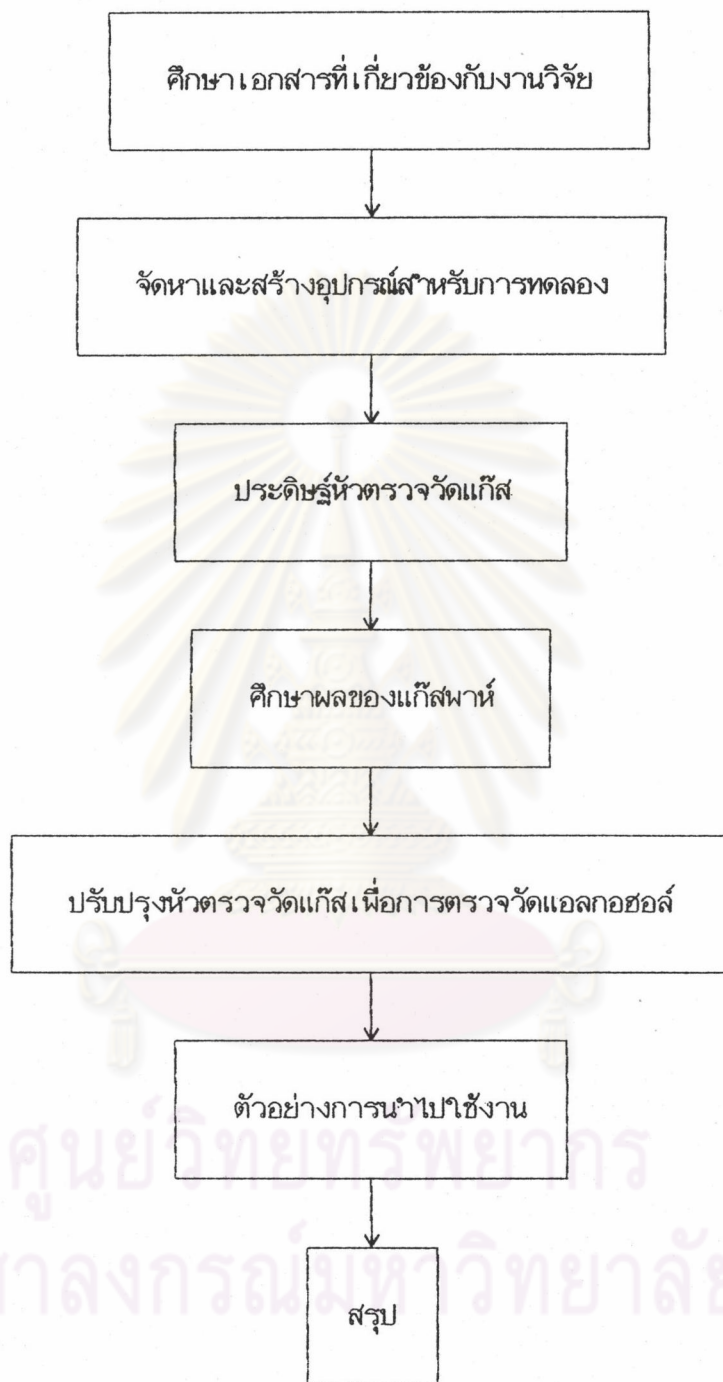 ศึกษาเอกสารที่เกี่ยวข้องกับงานวิจัย
จัดหาและสร้างอุปกรณ์สำหรับการทดลอง
ประดิษฐ์หัวตรวจวัดแก๊ส
ศึกษาผลของแก๊สพาห์
ปรับปรุงหัวตรวจวัดแก๊สเพื่อการตรวจวัดแอลกอฮอล์
ตัวอย่างการนำไปใช้งาน
ศูนย์วิทยทรัพยากร
าลงกรณ์มหาวิทยาลัย
สรุป